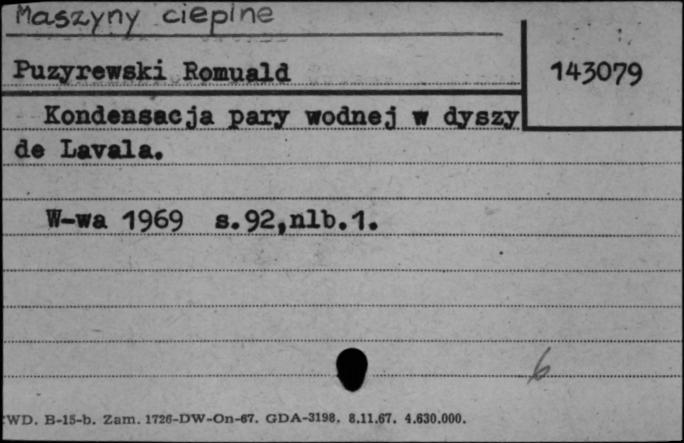 Maszyny cieplne
Puzyrewski Romuald
143079
Kondensacja pary wodnej w dyszy
de Lavala.
W-wa 1969 s.92,nlb.1.
6
WD. B-15-b. Zam. 1726-DW-On-67. GDA-3198. 8.11.67. 4.630.000.